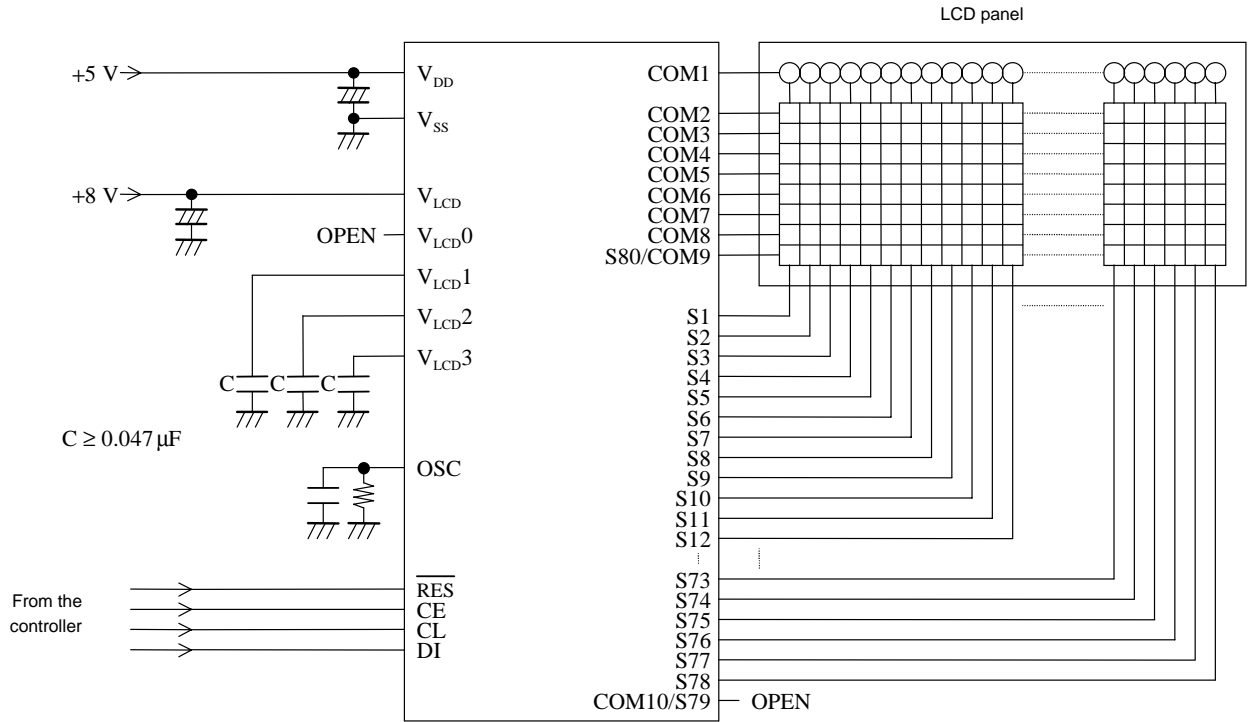 LCD panel
+5 V
+8 V
OPEN
C C C
C ≥ 0.047 µF
From the
controller
VDD
VSS
VLCD
VLCD0
VLCD1
VLCD2
VLCD3
OSC
RES
CE
CL
DI
COM1
COM2
COM3
COM4
COM5
COM6
COM7
COM8
S80/COM9
S1
S2
S3
S4
S5
S6
S7
S8
S9
S10
S11
S12
S73
S74
S75
S76
S77
S78
COM10/S79 OPEN